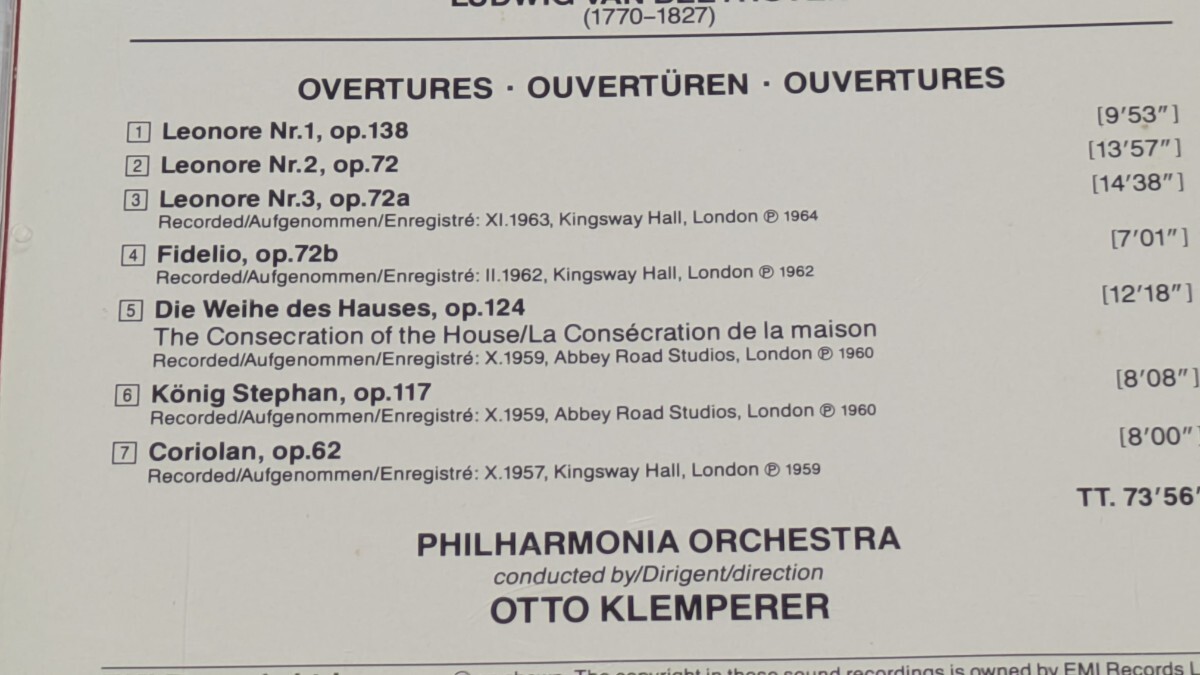 LUDWIG VAN BEETHOVEN
(1770–1827)
OVERTURES · OUVERTÜREN · OUVERTURES
1 Leonore Nr.1, op.138 [9′53″]
2 Leonore Nr.2, op.72 [13′57″]
3 Leonore Nr.3, op.72a [14′38″]
Recorded/Aufgenommen/Enregistré: XI.1963, Kingsway Hall, London ℗ 1964
4 Fidelio, op.72b [7′01″]
Recorded/Aufgenommen/Enregistré: II.1962, Kingsway Hall, London ℗ 1962
5 Die Weihe des Hauses, op.124 [12′18″]
The Consecration of the House/La Consécration de la maison
Recorded/Aufgenommen/Enregistré: X.1959, Abbey Road Studios, London ℗ 1960
6 König Stephan, op.117 [8′08″]
Recorded/Aufgenommen/Enregistré: X.1959, Abbey Road Studios, London ℗ 1960
7 Coriolan, op.62 [8′00″]
Recorded/Aufgenommen/Enregistré: X.1957, Kingsway Hall, London ℗ 1959
TT. 73′56″
PHILHARMONIA ORCHESTRA
conducted by/Dirigent/direction
OTTO KLEMPERER
The copyright in these sound recordings is owned by EMI Records